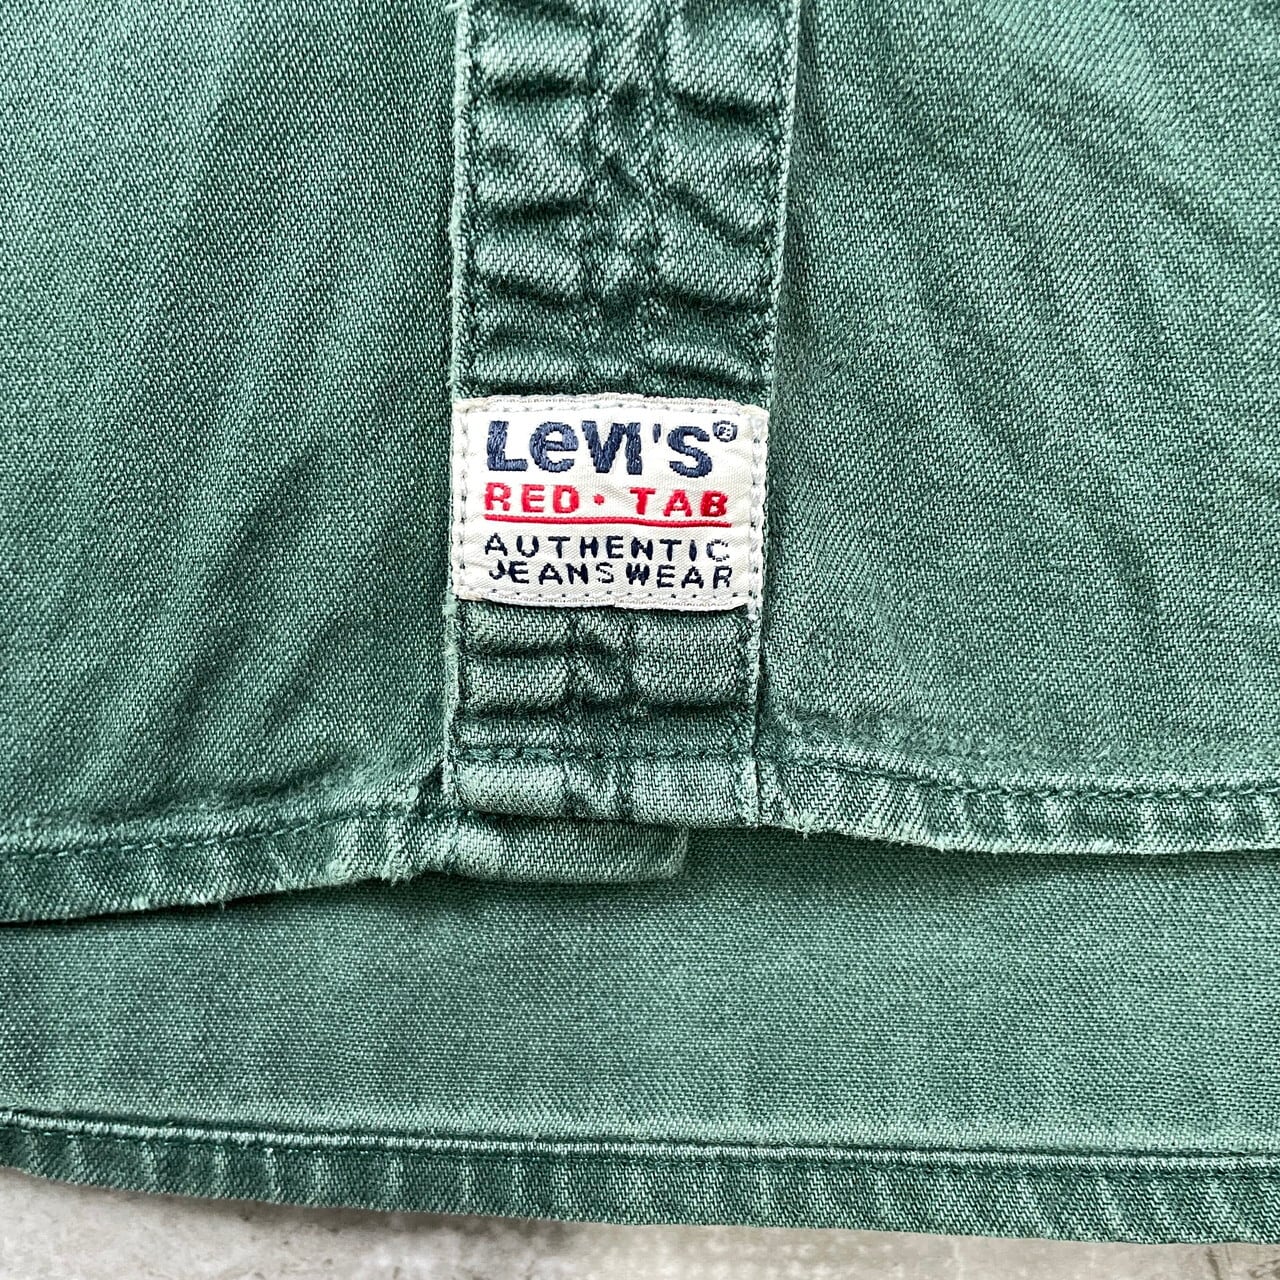 LeVI'S®
RED · TAB
AUTHENTIC
JEANSWEAR